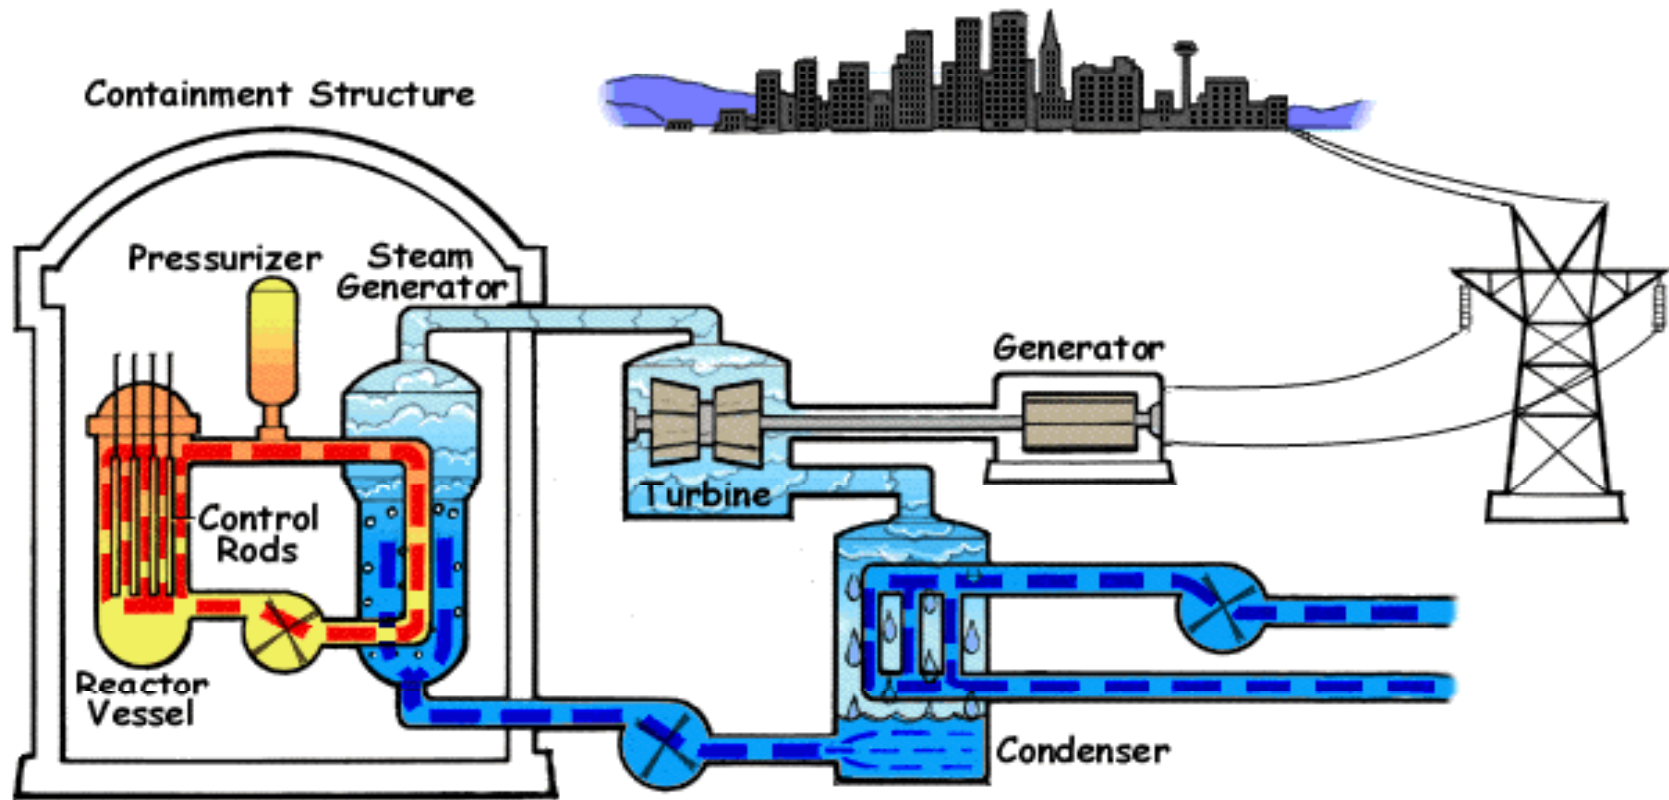 Containment Structure
Pressurizer
Steam
Generator
Generator
Turbine
Control
Rods
Reactor
Vessel
Condenser